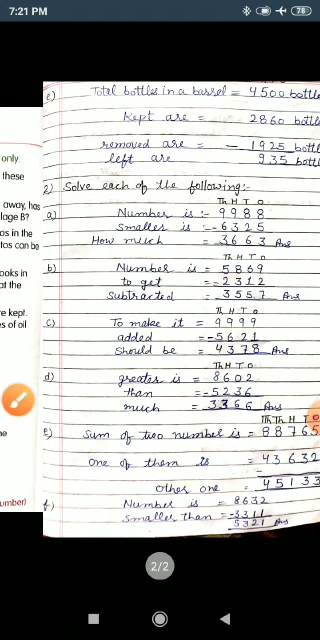 7:21 PM
78
e) Total bottles in a barrel = 4500 bottl
Kept are = 2860 bottl
removed are = - 1925 bottl
left are 935 bottl
only
these
away, has
lage B?
os in the
tos can be
ooks in
at the
re kept.
s of oil
ne
umber)
2) Solve each of the following:-
Th H T O
a) Number is :- 9988
Smaller is :- 6325
How much = 3663 Ans
Th H T O
b) Number is = 5869
to get = - 2312
Subtracted = 3557 Ans
Th H T O
c) To make it = 9999
added = -5621
Should be = 4378 Ans
Th H T O
d) greater is = 8602
than = -5236
much = 3366 Ans
TTh Th H T O
e) Sum of two number is = 88765
One of them is = 43632
-
Other one = 45133
f) Number is = 8632
Smaller than = -3311
5321 Ans
2/2